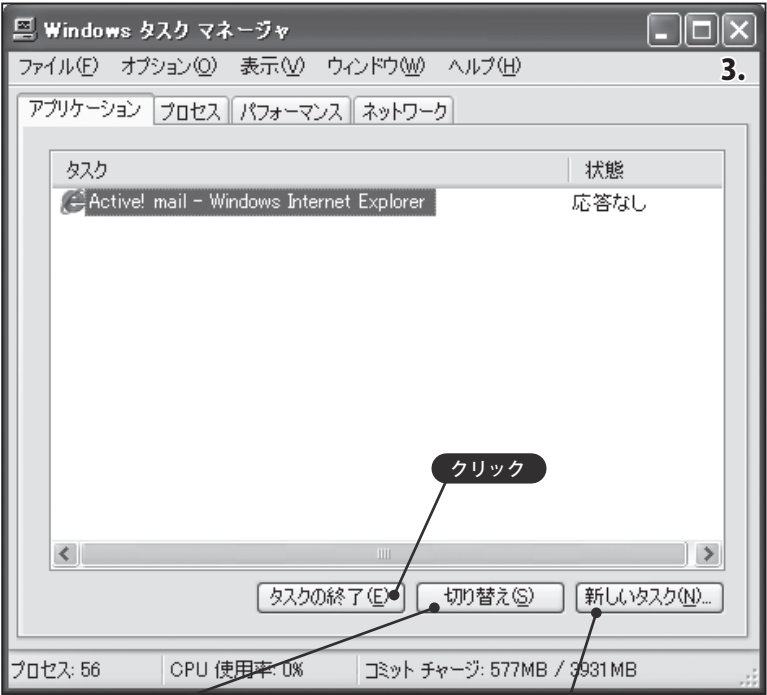 Windows タスク マネージャ
ファイル(F) オプション(O) 表示(V) ウィンドウ(W) ヘルプ(H)
3.
アプリケーション プロセス パフォーマンス ネットワーク
タスク 状態
Active! mail - Windows Internet Explorer 応答なし
クリック
タスクの終了(E) 切り替え(S) 新しいタスク(N)...
プロセス: 56 CPU 使用率: 0% コミット チャージ: 577MB / 3931MB